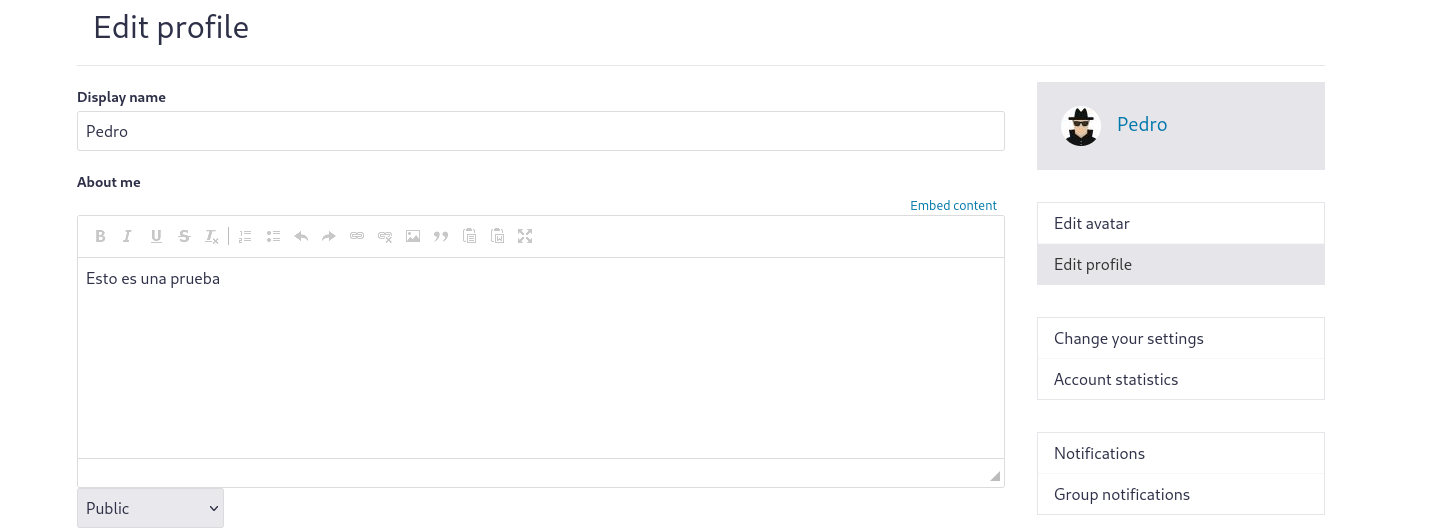 Edit profile
Display name
Pedro
About me
Embed content
B I U S Tx
Esto es una prueba
Public
Pedro
Edit avatar
Edit profile
Change your settings
Account statistics
Notifications
Group notifications